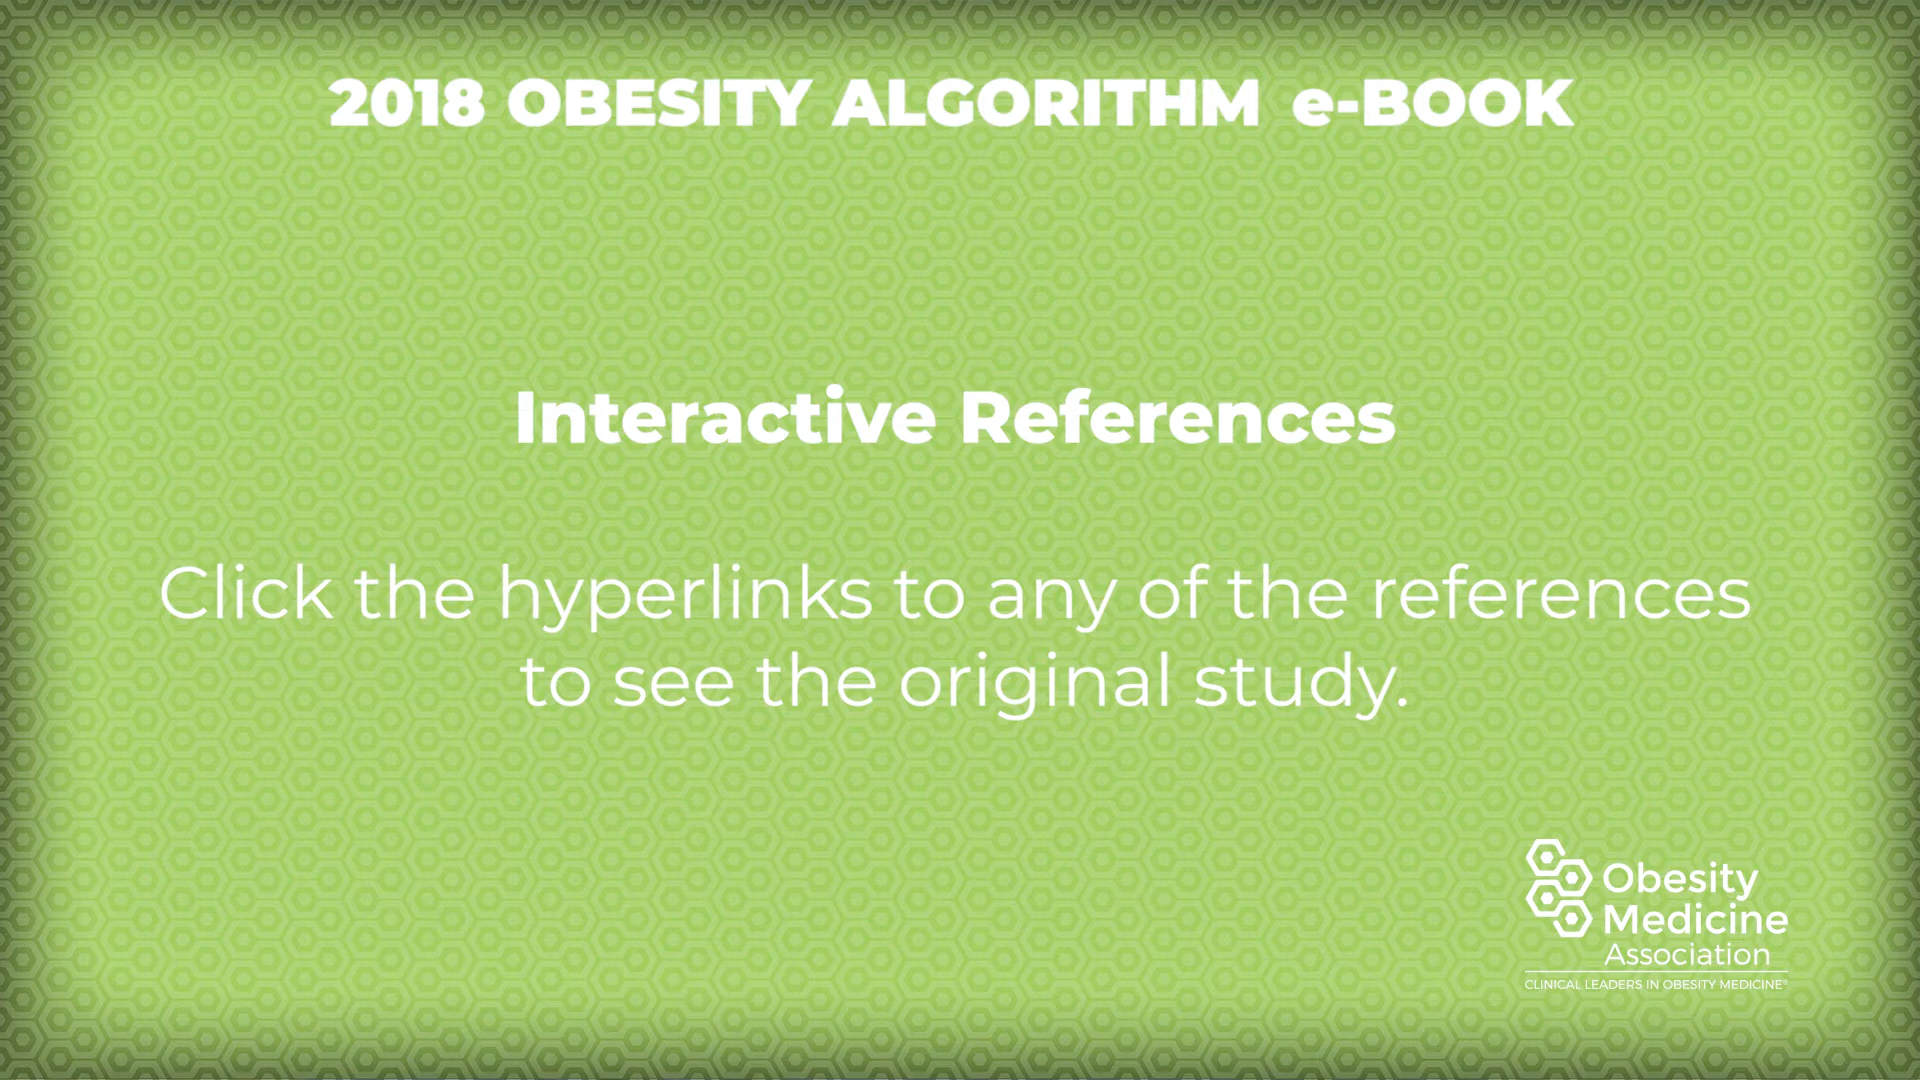 2018 OBESITY ALGORITHM e-BOOK
Interactive References
Click the hyperlinks to any of the references
to see the original study.
Obesity
Medicine
Association
CLINICAL LEADERS IN OBESITY MEDICINE®